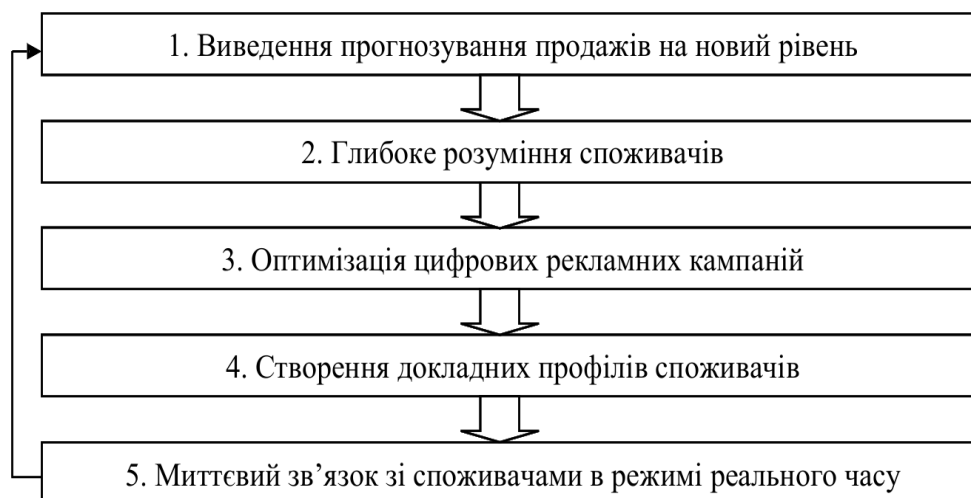 1. Виведення прогнозування продажів на новий рівень
2. Глибоке розуміння споживачів
3. Оптимізація цифрових рекламних кампаній
4. Створення докладних профілів споживачів
5. Миттєвий зв’язок зі споживачами в режимі реального часу